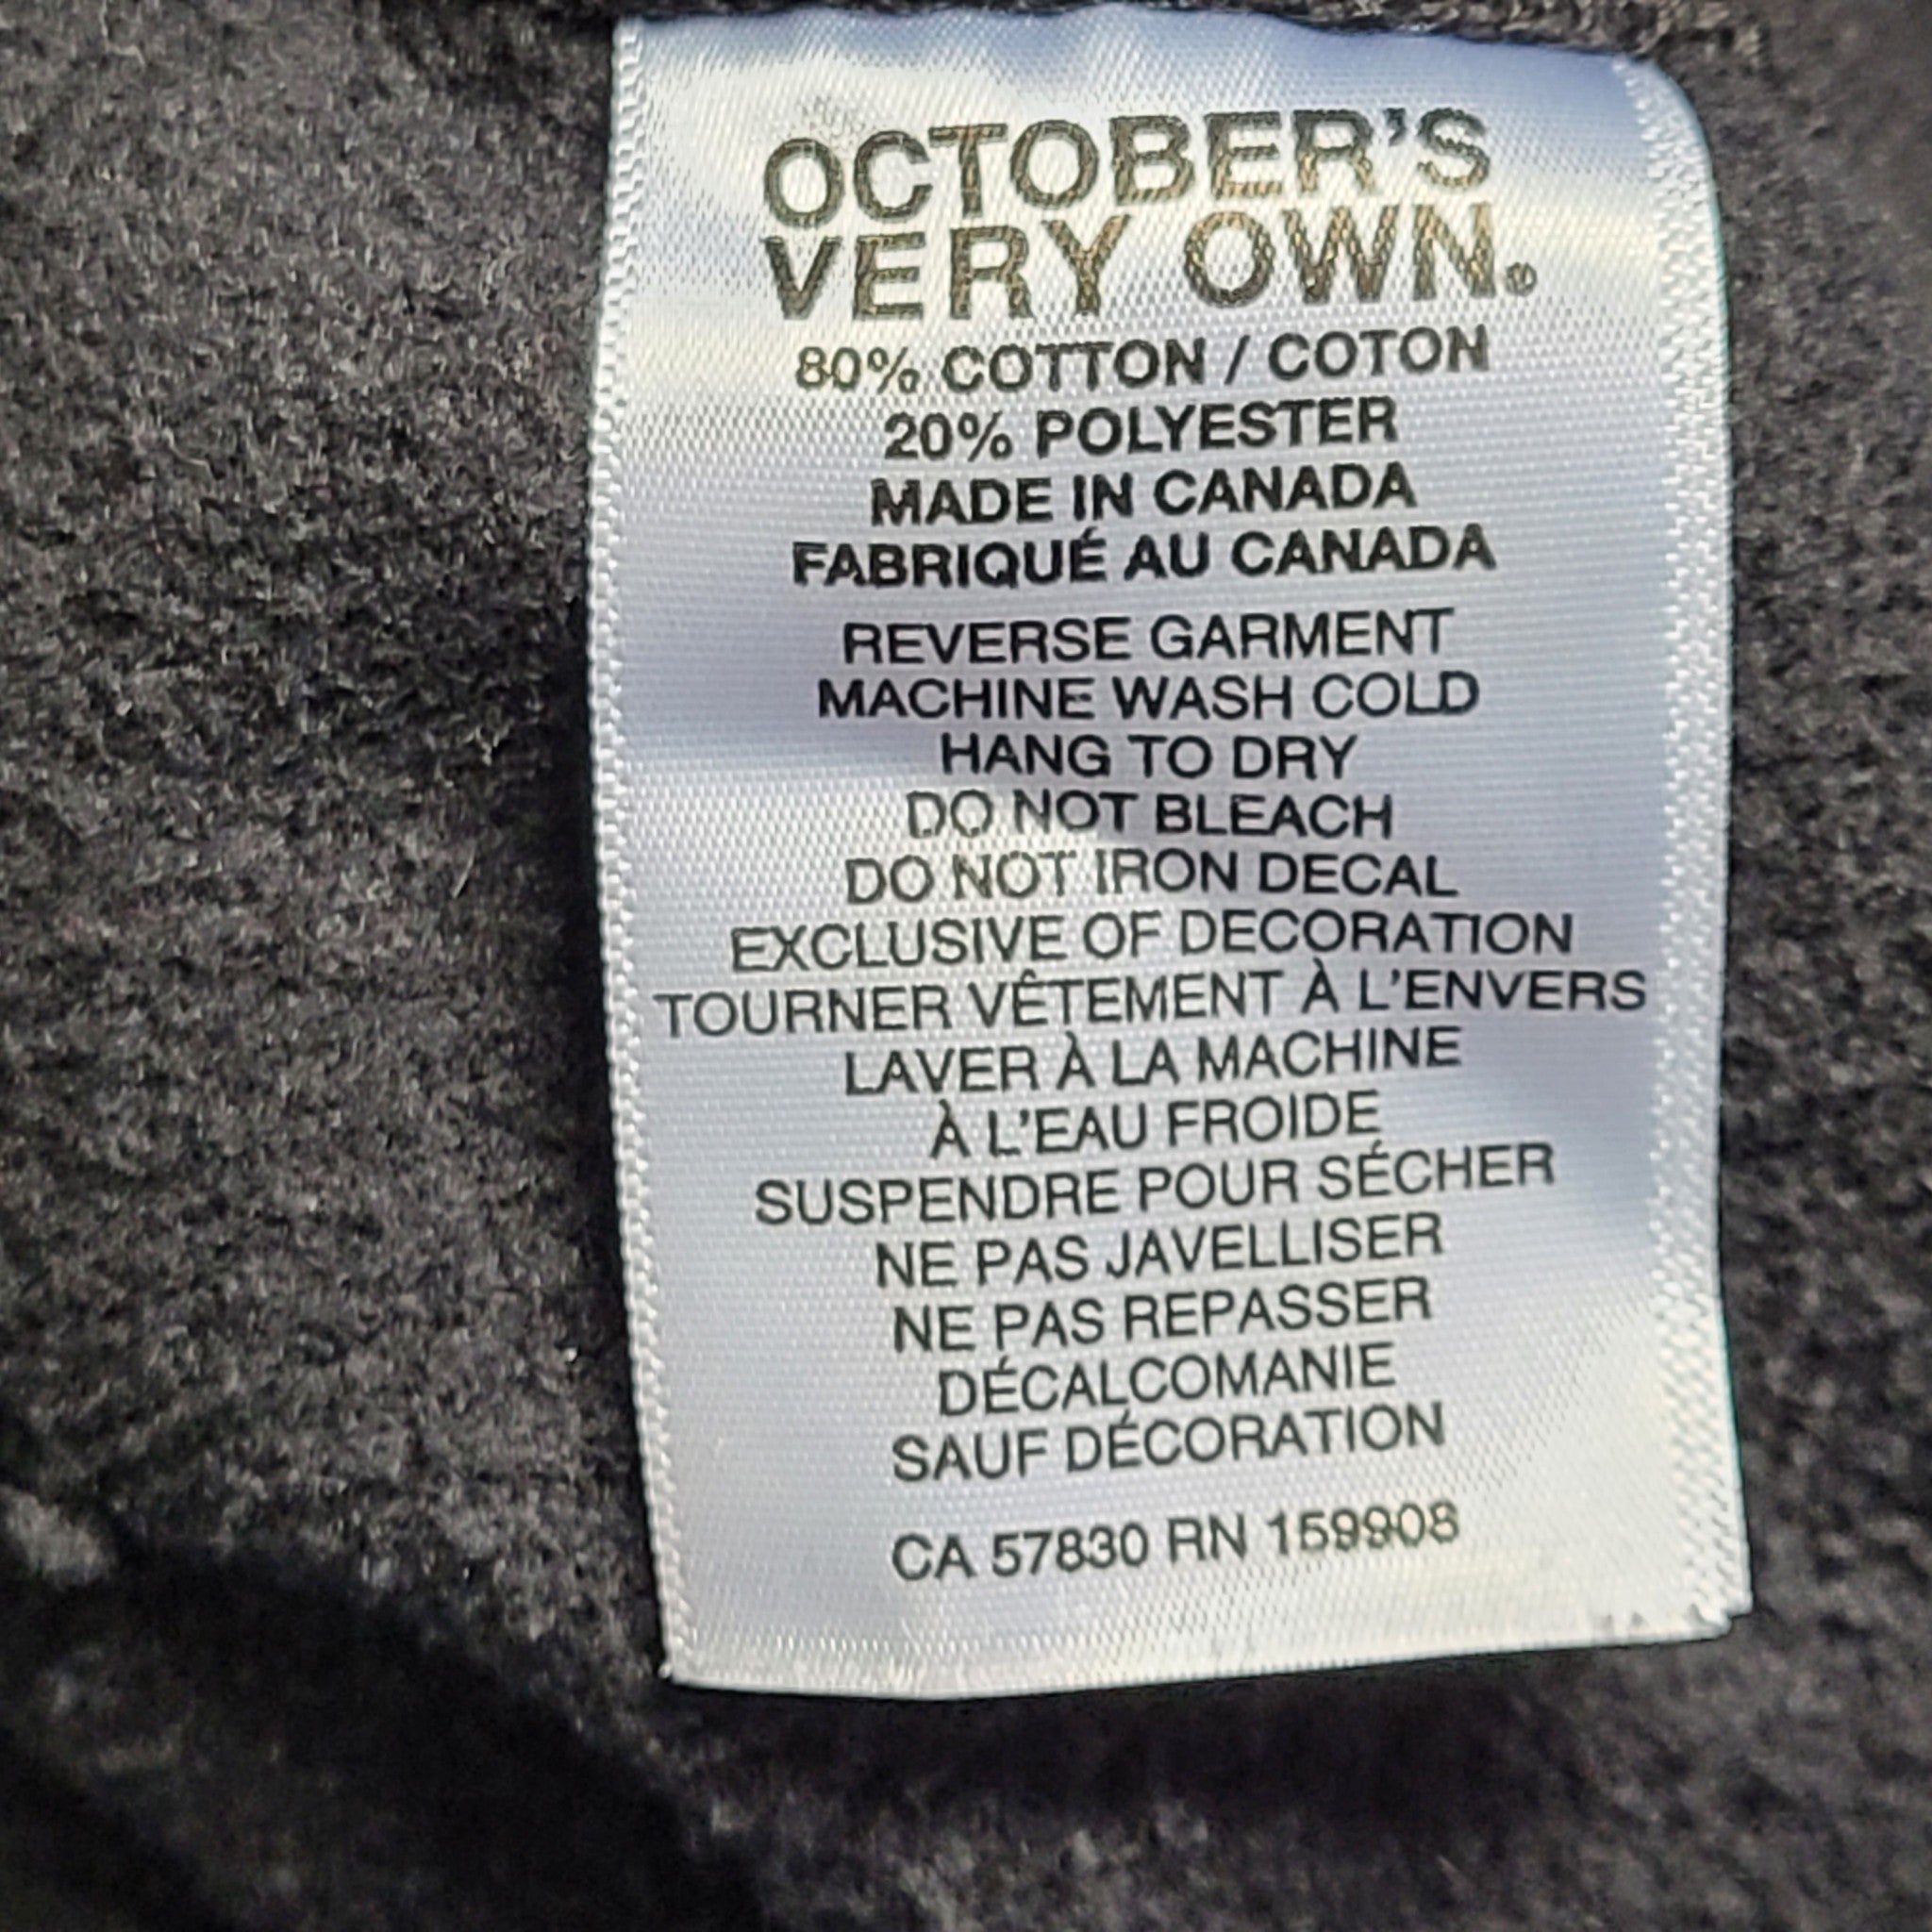 OCTOBER'S
VERY OWN®
80% COTTON / COTON
20% POLYESTER
MADE IN CANADA
FABRIQUÉ AU CANADA
REVERSE GARMENT
MACHINE WASH COLD
HANG TO DRY
DO NOT BLEACH
DO NOT IRON DECAL
EXCLUSIVE OF DECORATION
TOURNER VÊTEMENT À L'ENVERS
LAVER À LA MACHINE
À L'EAU FROIDE
SUSPENDRE POUR SÉCHER
NE PAS JAVELLISER
NE PAS REPASSER
DÉCALCOMANIE
SAUF DÉCORATION
CA 57830 RN 159908